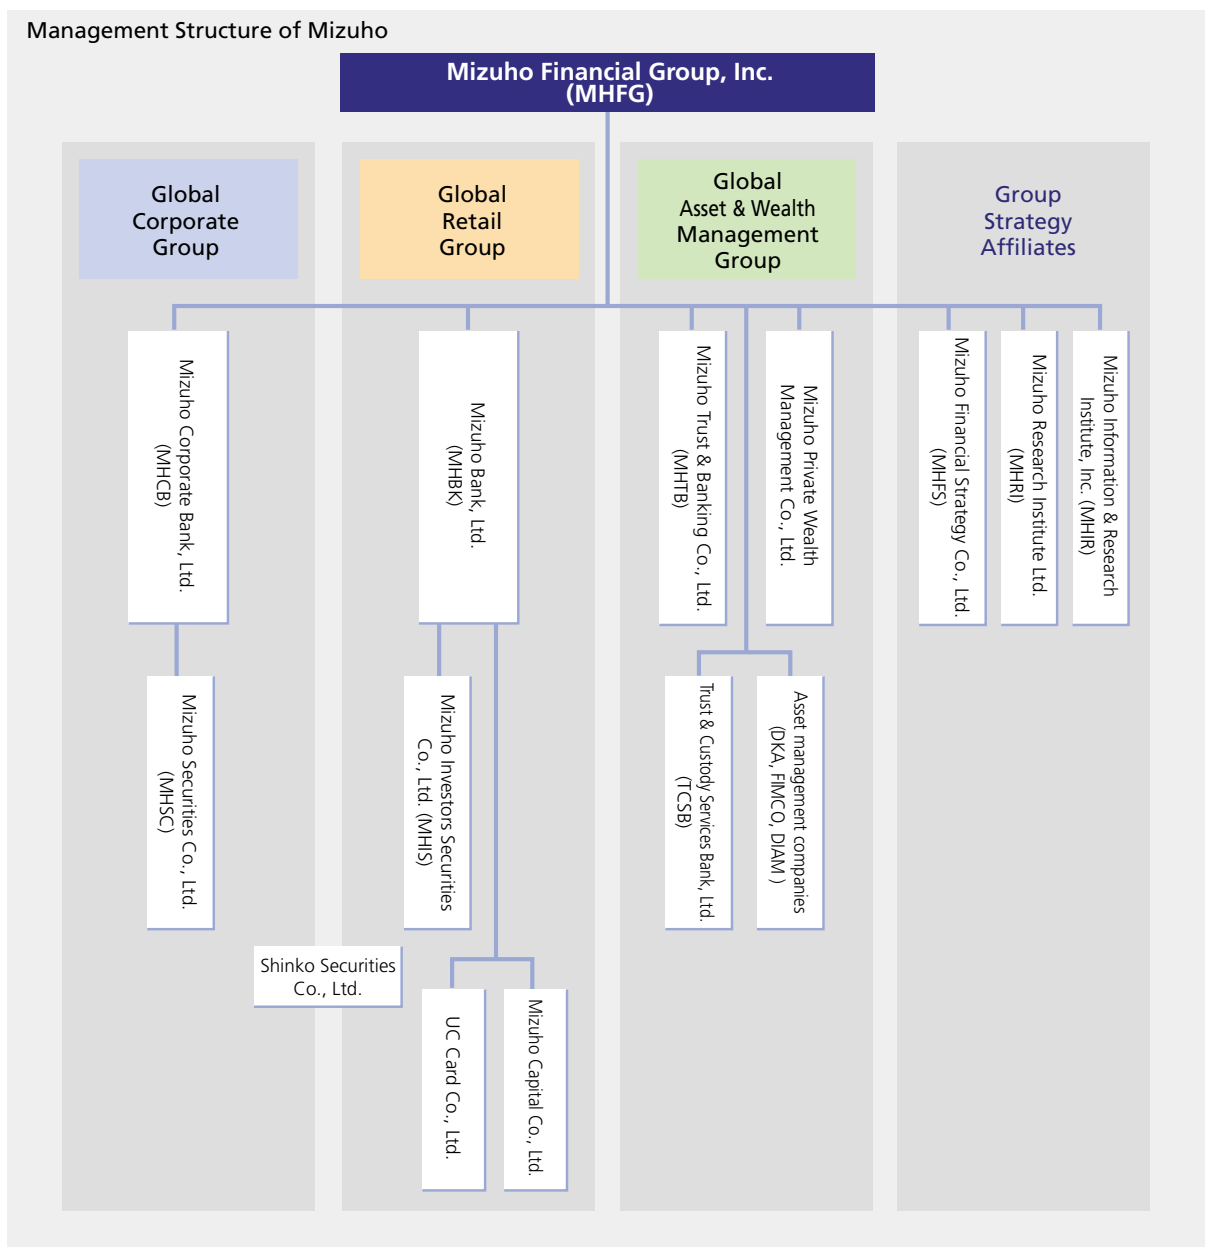 Management Structure of Mizuho
Mizuho Financial Group, Inc.
(MHFG)
Global
Corporate
Group
Global
Retail
Group
Global
Asset & Wealth
Management
Group
Group
Strategy
Affiliates
Mizuho Corporate Bank, Ltd.
(MHCB)
Mizuho Bank, Ltd.
(MHBK)
Mizuho Trust & Banking Co., Ltd.
(MHTB)
Mizuho Private Wealth
Management Co., Ltd.
Mizuho Financial Strategy Co., Ltd.
(MHFS)
Mizuho Research Institute Ltd.
(MHRI)
Mizuho Information & Research
Institute, Inc. (MHIR)
Mizuho Securities Co., Ltd.
(MHSC)
Mizuho Investors Securities
Co., Ltd. (MHIS)
Trust & Custody Services Bank, Ltd.
(TCSB)
Asset management companies
(DKA, FIMCO, DIAM )
Shinko Securities
Co., Ltd.
UC Card Co., Ltd.
Mizuho Capital Co., Ltd.